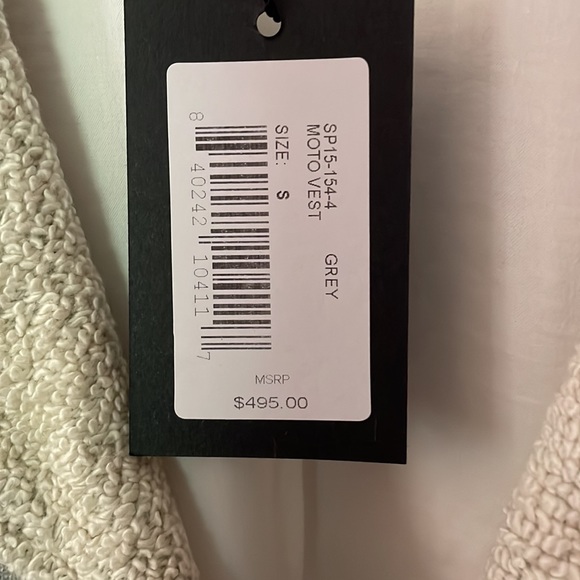 SP15-154-4 GREY
MOTO VEST
SIZE: S
8 40242 10411 7
MSRP
$495.00